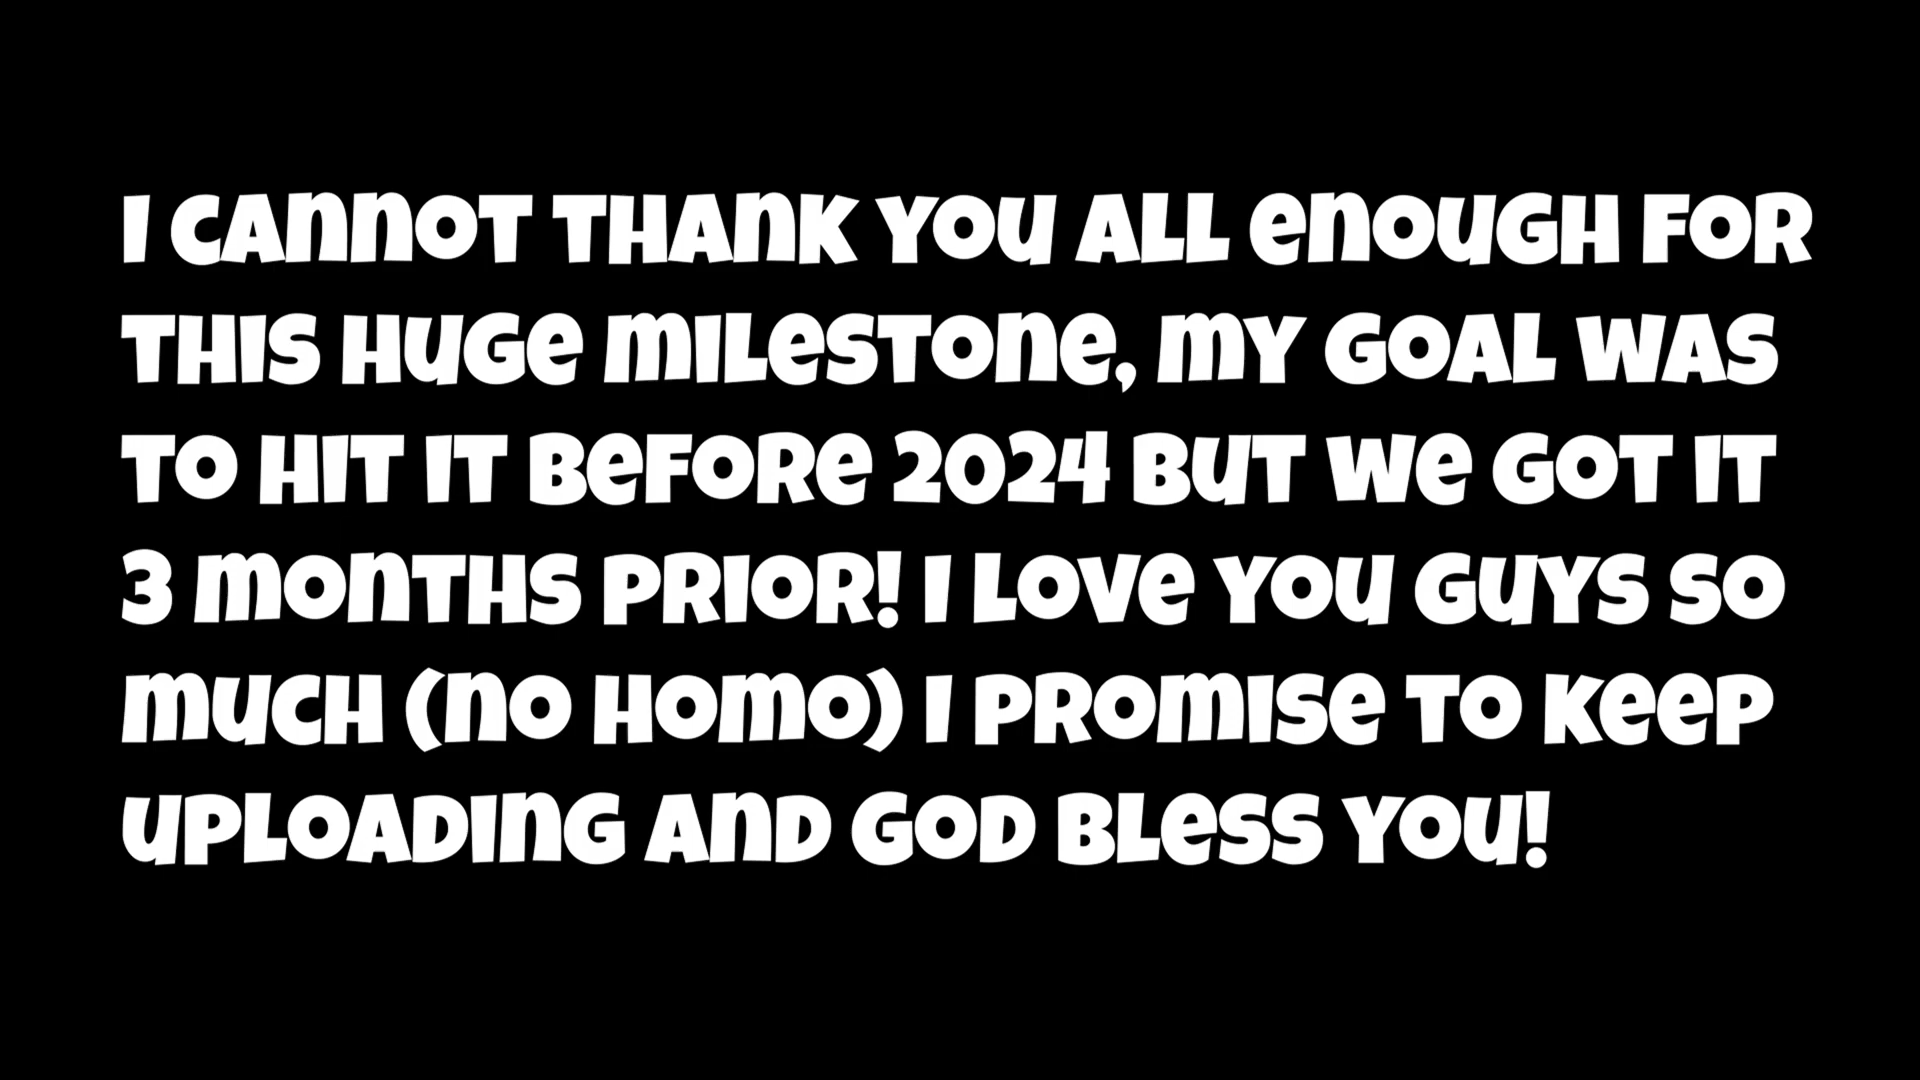 I CANNOT THANK YOU ALL ENOUGH FOR
THIS HUGE MILESTONE, MY GOAL WAS
TO HIT IT BEFORE 2024 BUT WE GOT IT
3 MONTHS PRIOR! I LOVE YOU GUYS SO
MUCH (NO HOMO) I PROMISE TO KEEP
UPLOADING AND GOD BLESS YOU!